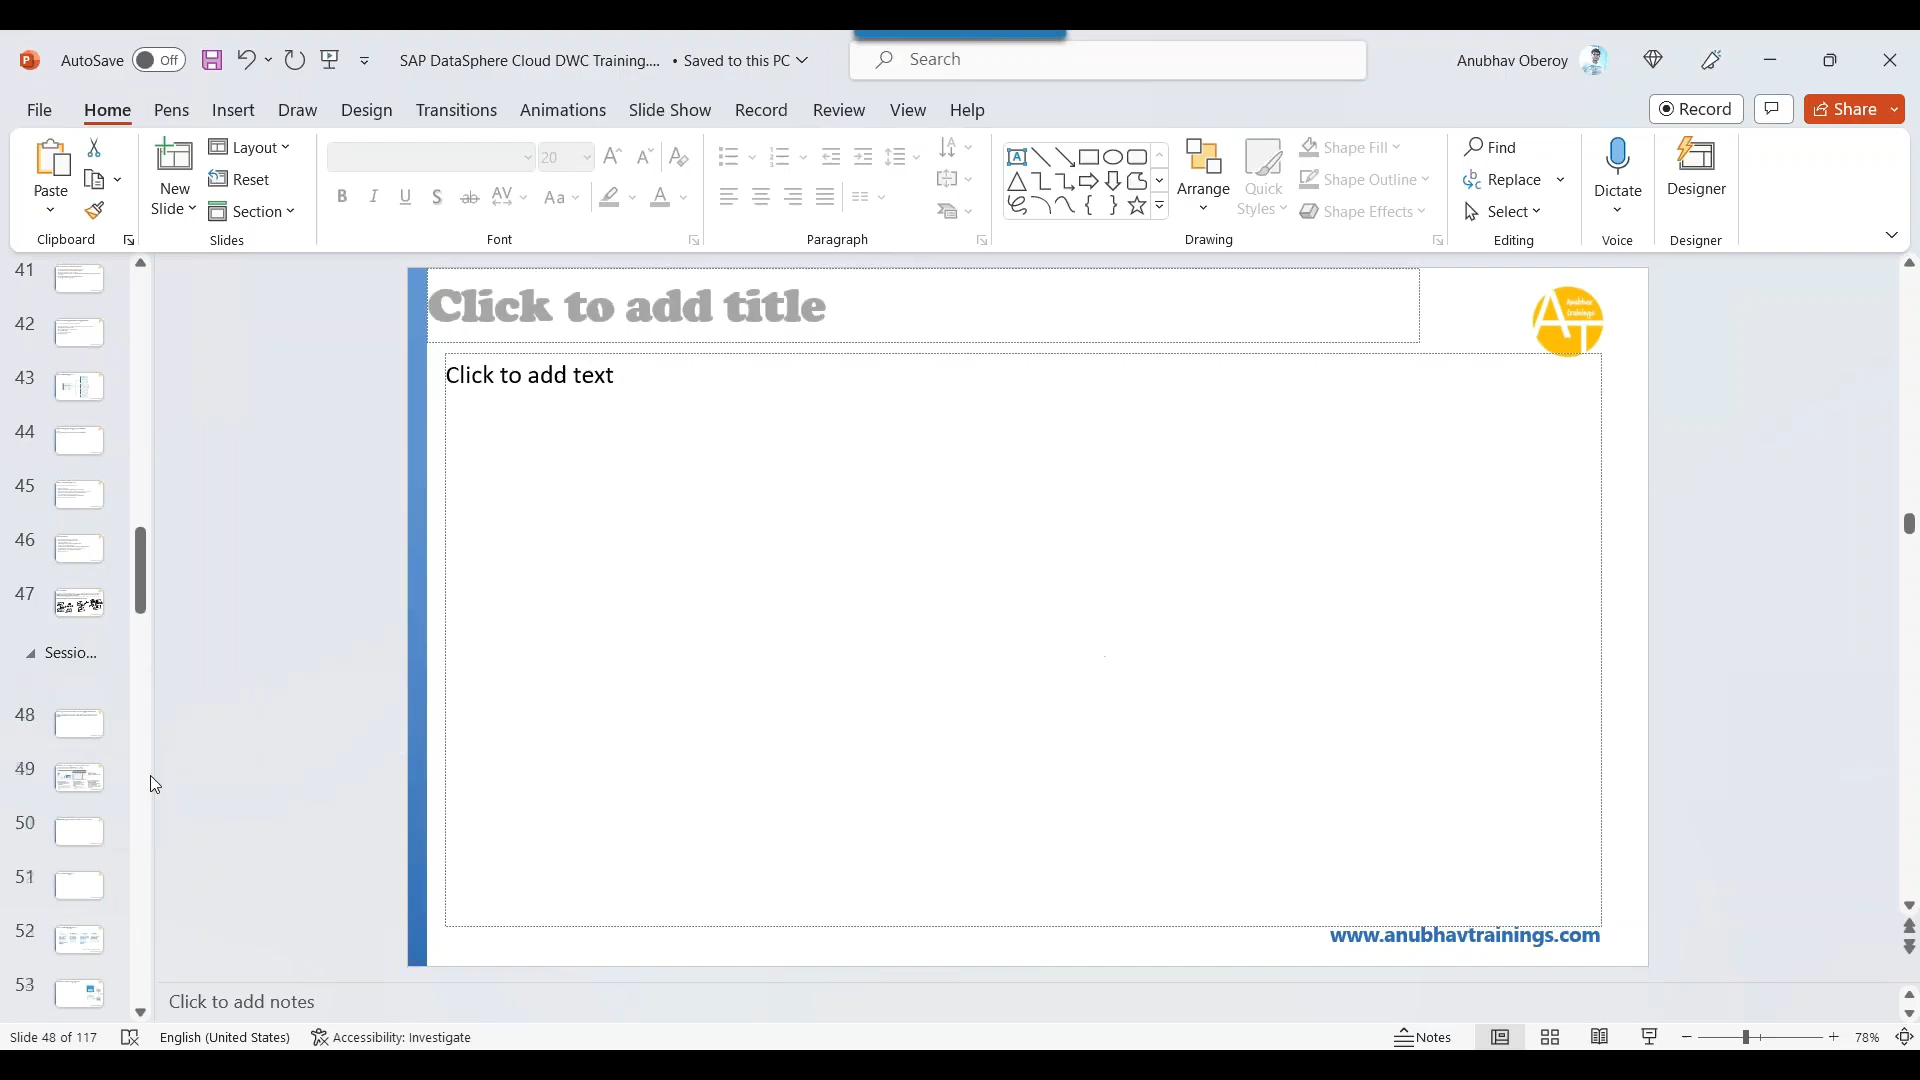 AutoSave Off SAP DataSphere Cloud DWC Training.... • Saved to this PC Search Anubhav Oberoy
File Home Pens Insert Draw Design Transitions Animations Slide Show Record Review View Help Record Share
Paste
Clipboard
New
Slide
Layout
Reset
Section
Slides
20
Font
Paragraph
Arrange
Quick
Styles
Shape Fill
Shape Outline
Shape Effects
Drawing
Find
Replace
Select
Editing
Dictate
Voice
Designer
Designer
41
42
43
44
45
46
47
Sessio...
48
49
50
51
52
53
Click to add title
Anubhav
trainings
AT
Click to add text
www.anubhavtrainings.com
Click to add notes
Slide 48 of 117 English (United States) Accessibility: Investigate Notes 78%